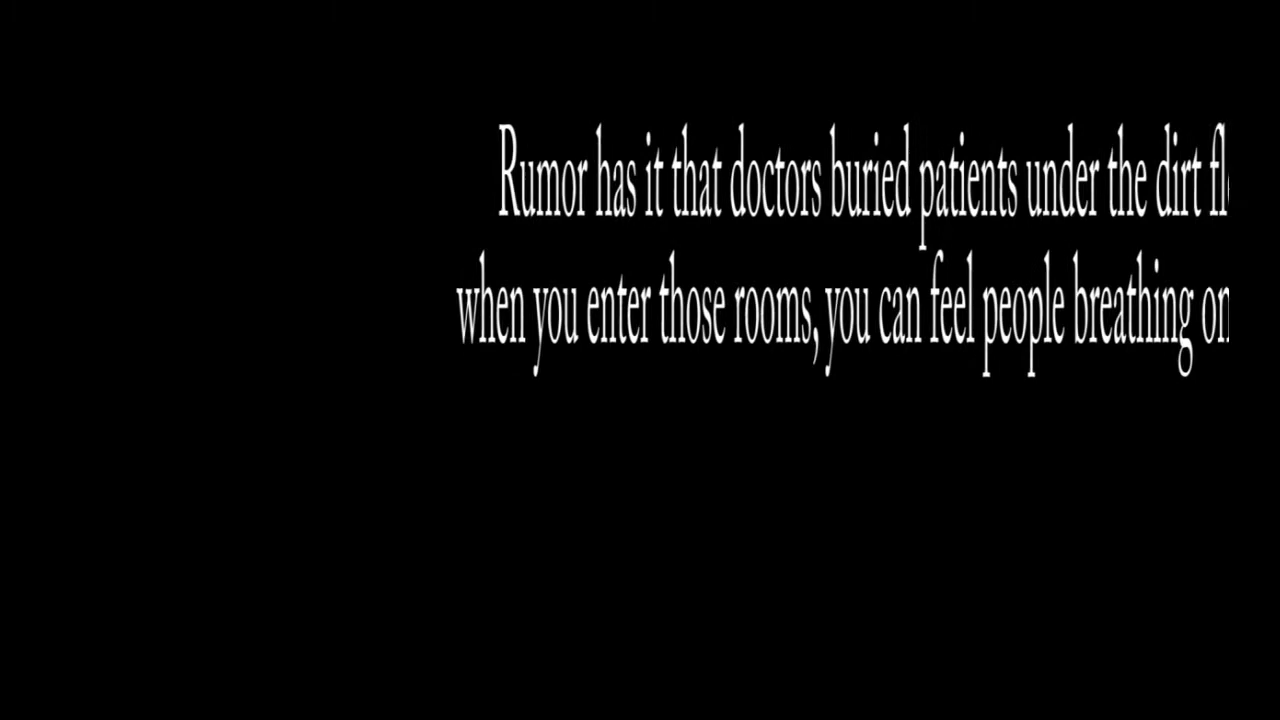 Rumor has it that doctors buried patients under the dirt
when you enter those rooms, you can feel people breathing on